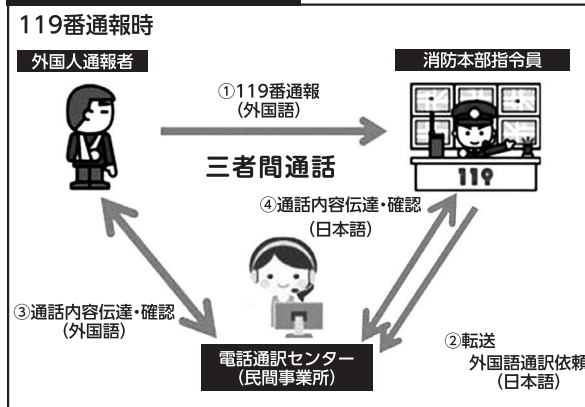 119番通報時
外国人通報者
消防本部指令員
①119番通報
(外国語)
119
三者間通話
④通話内容伝達・確認
(日本語)
③通話内容伝達・確認
(外国語)
②転送
外国語通訳依頼
(日本語)
電話通訳センター
(民間事業所)